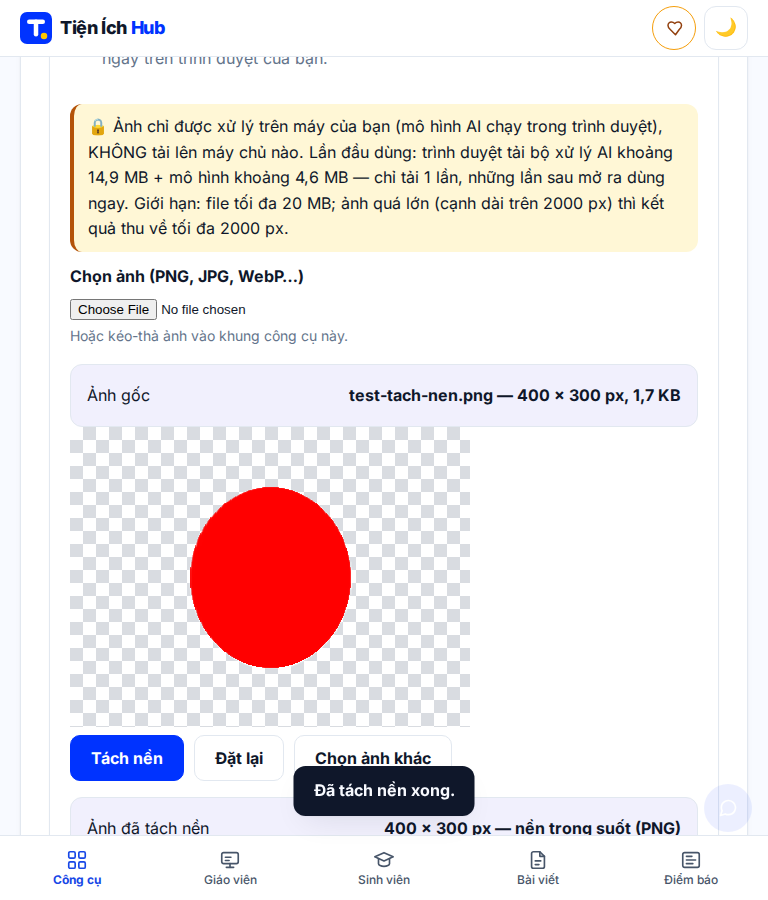 Tiện Ích Hub
ngay trên trình duyệt của bạn.
🔒 Ảnh chỉ được xử lý trên máy của bạn (mô hình AI chạy trong trình duyệt),
KHÔNG tải lên máy chủ nào. Lần đầu dùng: trình duyệt tải bộ xử lý AI khoảng
14,9 MB + mô hình khoảng 4,6 MB — chỉ tải 1 lần, những lần sau mở ra dùng
ngay. Giới hạn: file tối đa 20 MB; ảnh quá lớn (cạnh dài trên 2000 px) thì kết
quả thu về tối đa 2000 px.
Chọn ảnh (PNG, JPG, WebP...)
Choose File No file chosen
Hoặc kéo-thả ảnh vào khung công cụ này.
Ảnh gốc test-tach-nen.png — 400 × 300 px, 1,7 KB
Tách nền Đặt lại Chọn ảnh khác
Đã tách nền xong.
Ảnh đã tách nền 400 × 300 px — nền trong suốt (PNG)
Công cụ Giáo viên Sinh viên Bài viết Điểm báo